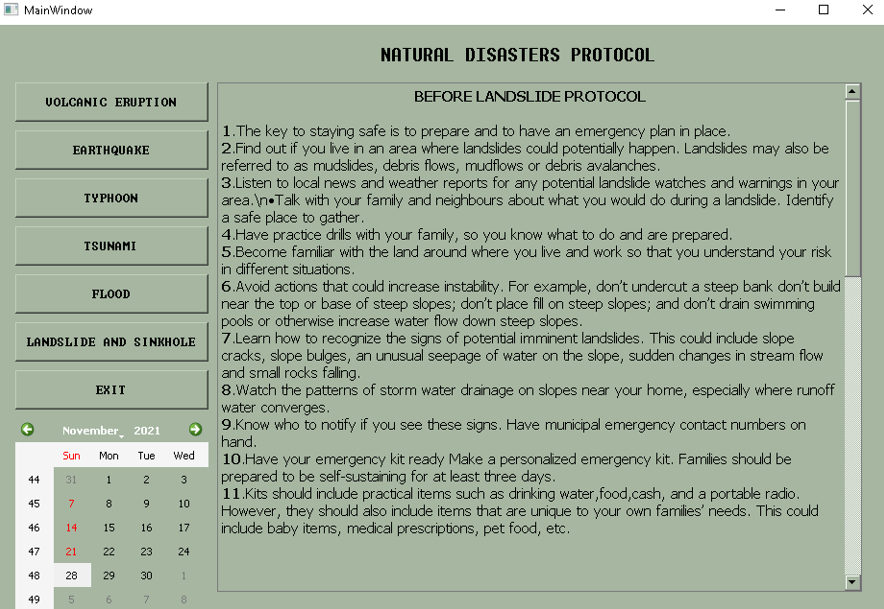 MainWindow
NATURAL DISASTERS PROTOCOL
VOLCANIC ERUPTION
EARTHQUAKE
TYPHOON
TSUNAMI
FLOOD
LANDSLIDE AND SINKHOLE
EXIT
November 2021
Sun Mon Tue Wed
44 31 1 2 3
45 7 8 9 10
46 14 15 16 17
47 21 22 23 24
48 28 29 30 1
49 5 6 7 8
BEFORE LANDSLIDE PROTOCOL
1.The key to staying safe is to prepare and to have an emergency plan in place.
2.Find out if you live in an area where landslides could potentially happen. Landslides may also be
referred to as mudslides, debris flows, mudflows or debris avalanches.
3.Listen to local news and weather reports for any potential landslide watches and warnings in your
area.\n•Talk with your family and neighbours about what you would do during a landslide. Identify
a safe place to gather.
4.Have practice drills with your family, so you know what to do and are prepared.
5.Become familiar with the land around where you live and work so that you understand your risk
in different situations.
6.Avoid actions that could increase instability. For example, don’t undercut a steep bank don’t build
near the top or base of steep slopes; don’t place fill on steep slopes; and don’t drain swimming
pools or otherwise increase water flow down steep slopes.
7.Learn how to recognize the signs of potential imminent landslides. This could include slope
cracks, slope bulges, an unusual seepage of water on the slope, sudden changes in stream flow
and small rocks falling.
8.Watch the patterns of storm water drainage on slopes near your home, especially where runoff
water converges.
9.Know who to notify if you see these signs. Have municipal emergency contact numbers on
hand.
10.Have your emergency kit ready Make a personalized emergency kit. Families should be
prepared to be self-sustaining for at least three days.
11.Kits should include practical items such as drinking water,food,cash, and a portable radio.
However, they should also include items that are unique to your own families’ needs. This could
include baby items, medical prescriptions, pet food, etc.